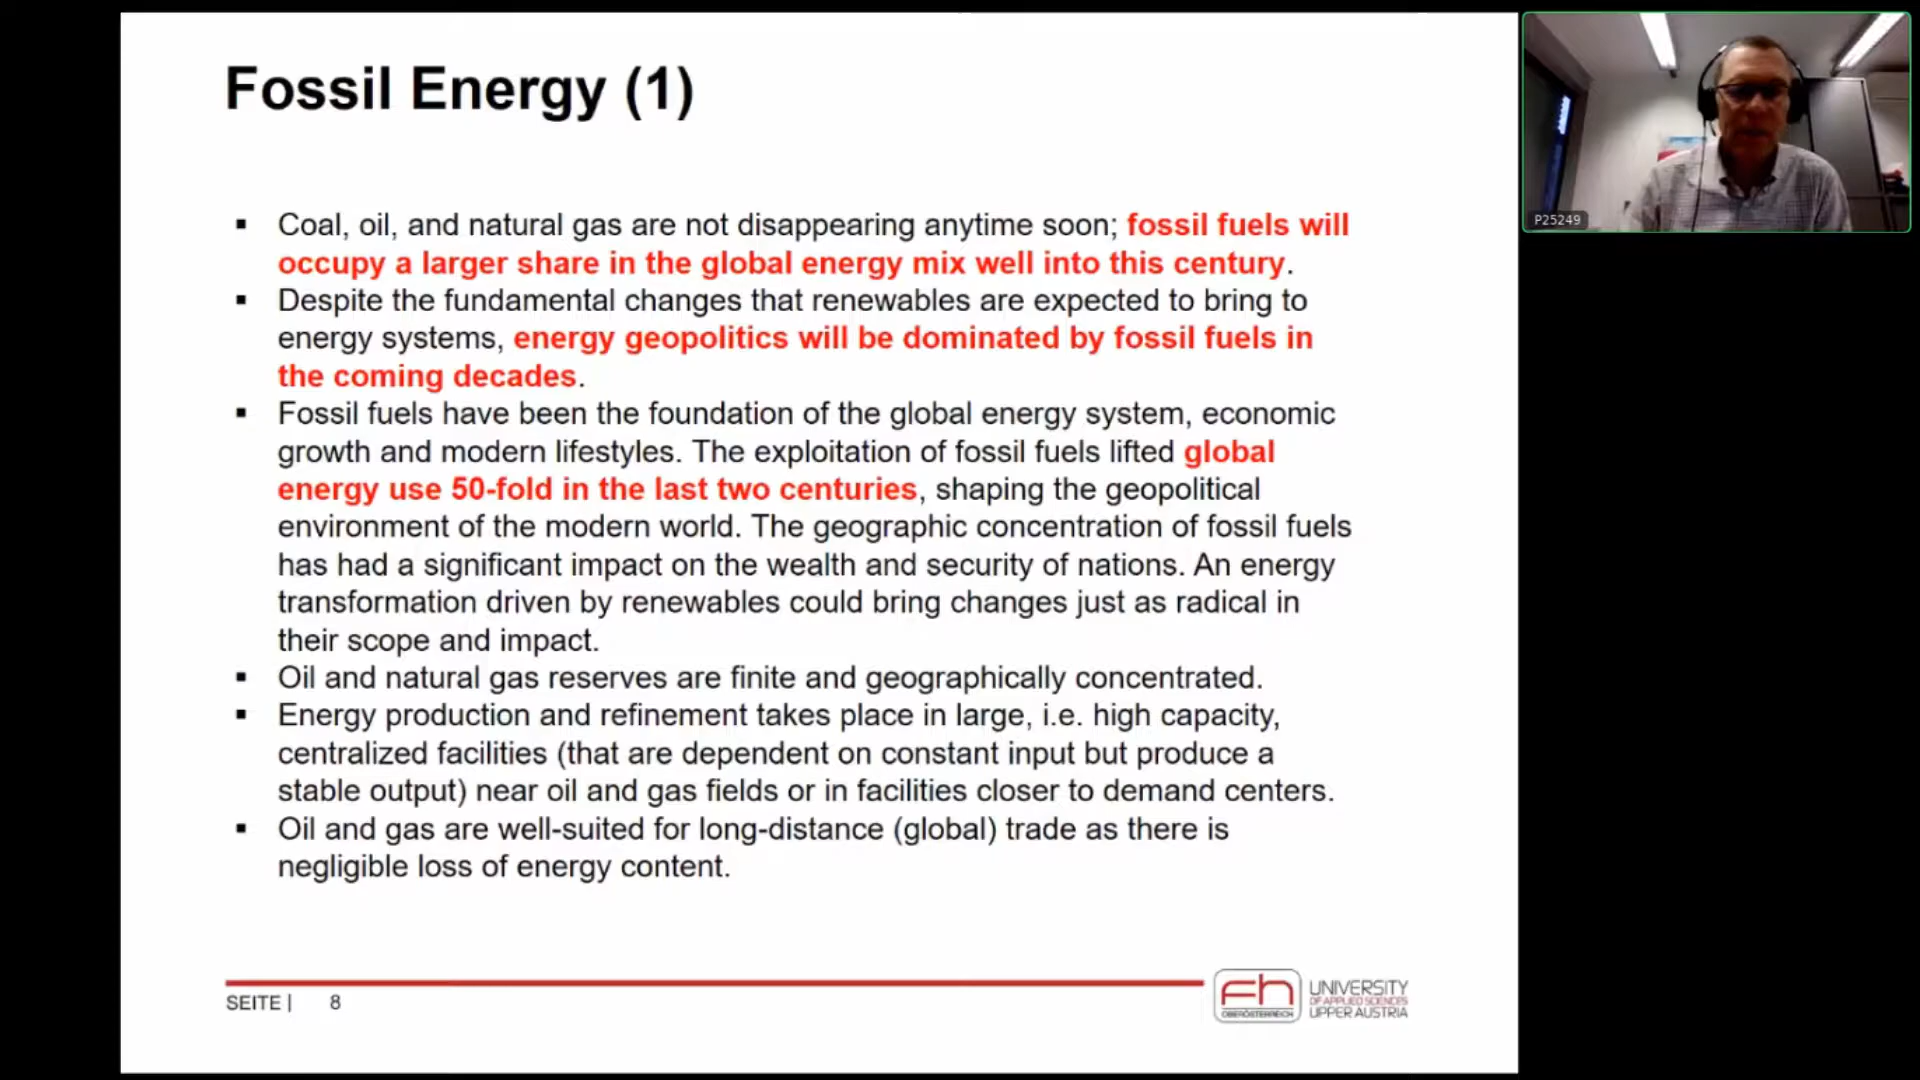 Fossil Energy (1)
▪ Coal, oil, and natural gas are not disappearing anytime soon; fossil fuels will
occupy a larger share in the global energy mix well into this century.
▪ Despite the fundamental changes that renewables are expected to bring to
energy systems, energy geopolitics will be dominated by fossil fuels in
the coming decades.
▪ Fossil fuels have been the foundation of the global energy system, economic
growth and modern lifestyles. The exploitation of fossil fuels lifted global
energy use 50-fold in the last two centuries, shaping the geopolitical
environment of the modern world. The geographic concentration of fossil fuels
has had a significant impact on the wealth and security of nations. An energy
transformation driven by renewables could bring changes just as radical in
their scope and impact.
▪ Oil and natural gas reserves are finite and geographically concentrated.
▪ Energy production and refinement takes place in large, i.e. high capacity,
centralized facilities (that are dependent on constant input but produce a
stable output) near oil and gas fields or in facilities closer to demand centers.
▪ Oil and gas are well-suited for long-distance (global) trade as there is
negligible loss of energy content.
SEITE | 8
fh
OBERÖSTERREICH
UNIVERSITY
OF APPLIED SCIENCES
UPPER AUSTRIA
P25249